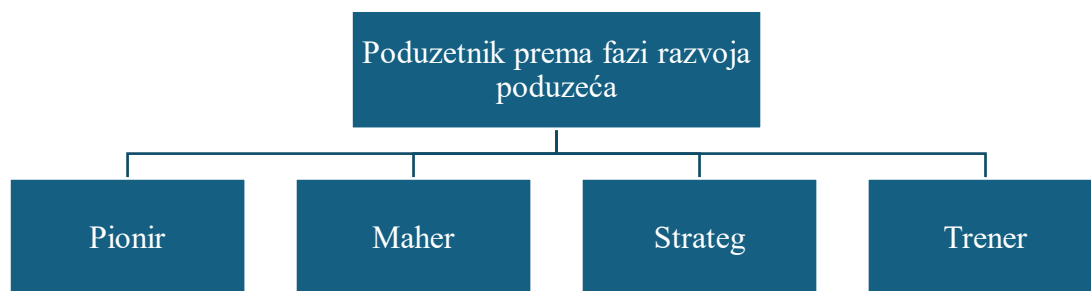 Poduzetnik prema fazi razvoja
poduzeća
Pionir
Maher
Strateg
Trener